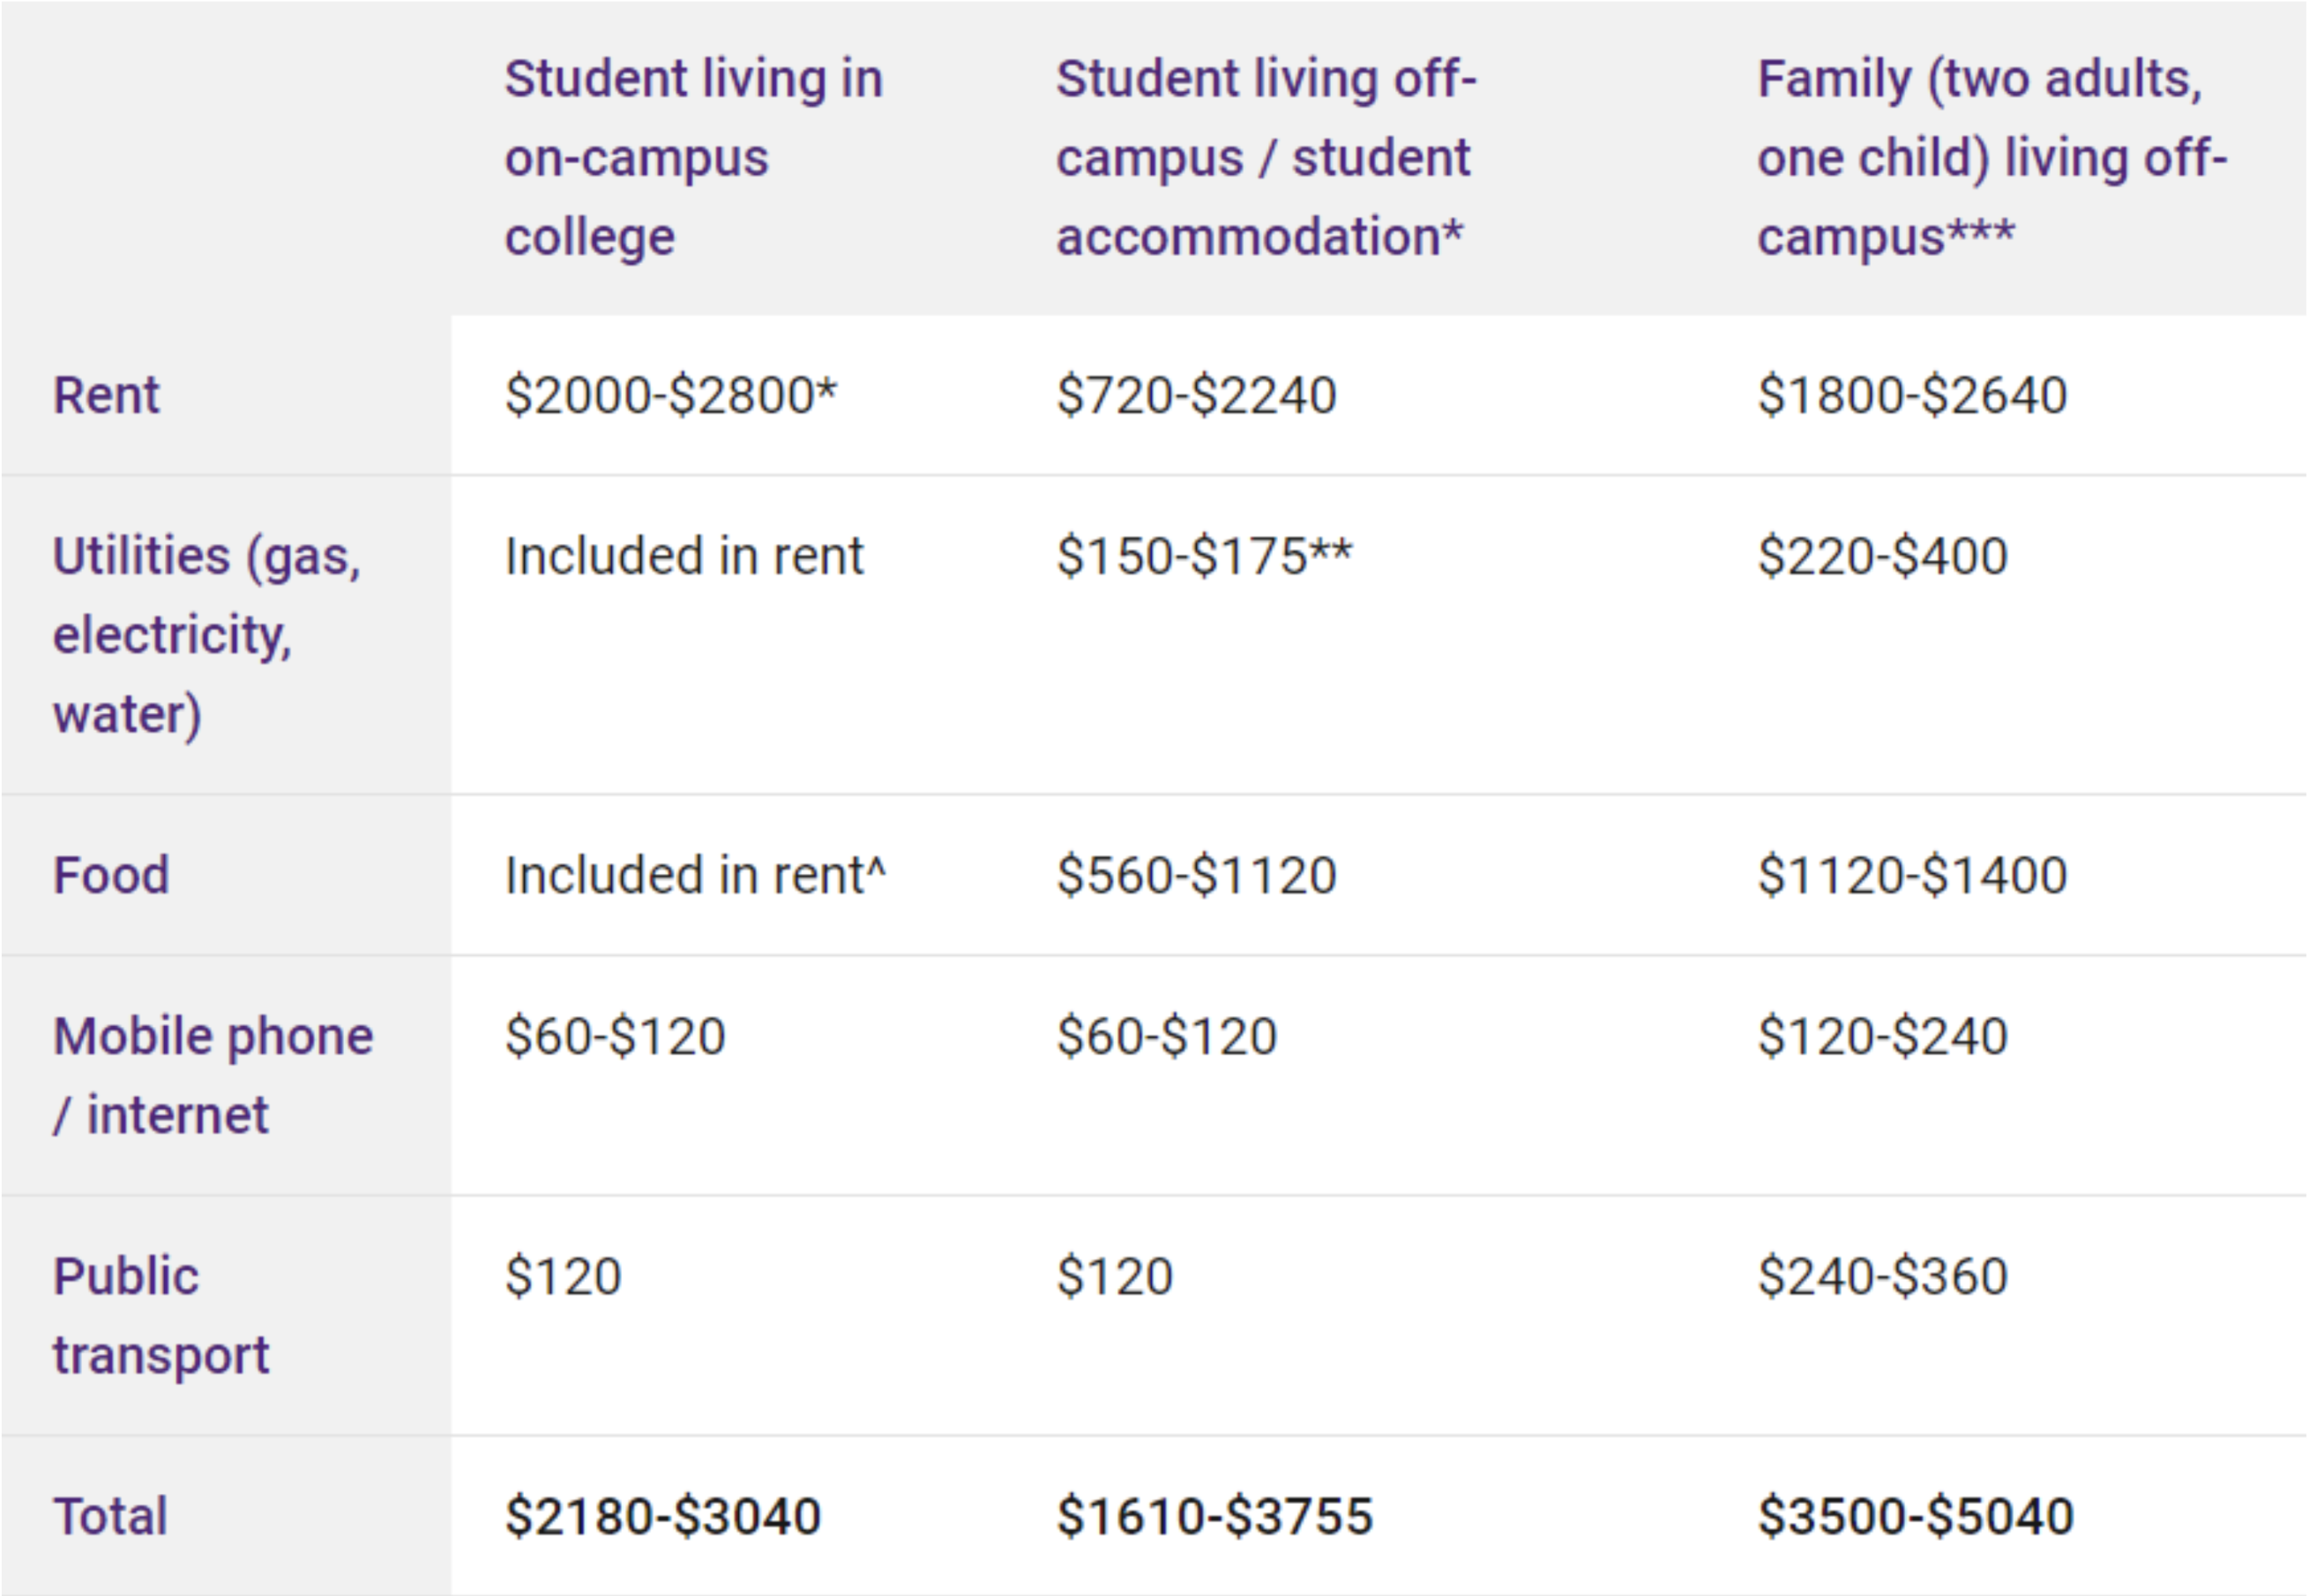 Student living in
on-campus
college
Student living off-
campus / student
accommodation*
Family (two adults,
one child) living off-
campus***
Rent
$2000-$2800*
$720-$2240
$1800-$2640
Utilities (gas,
electricity,
water)
Included in rent
$150-$175**
$220-$400
Food
Included in rent^
$560-$1120
$1120-$1400
Mobile phone
/ internet
$60-$120
$60-$120
$120-$240
Public
transport
$120
$120
$240-$360
Total
$2180-$3040
$1610-$3755
$3500-$5040